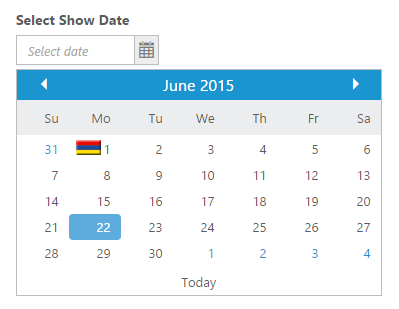 Select Show Date
Select date
June 2015
Su Mo Tu We Th Fr Sa
31 1 2 3 4 5 6
7 8 9 10 11 12 13
14 15 16 17 18 19 20
21 22 23 24 25 26 27
28 29 30 1 2 3 4
Today